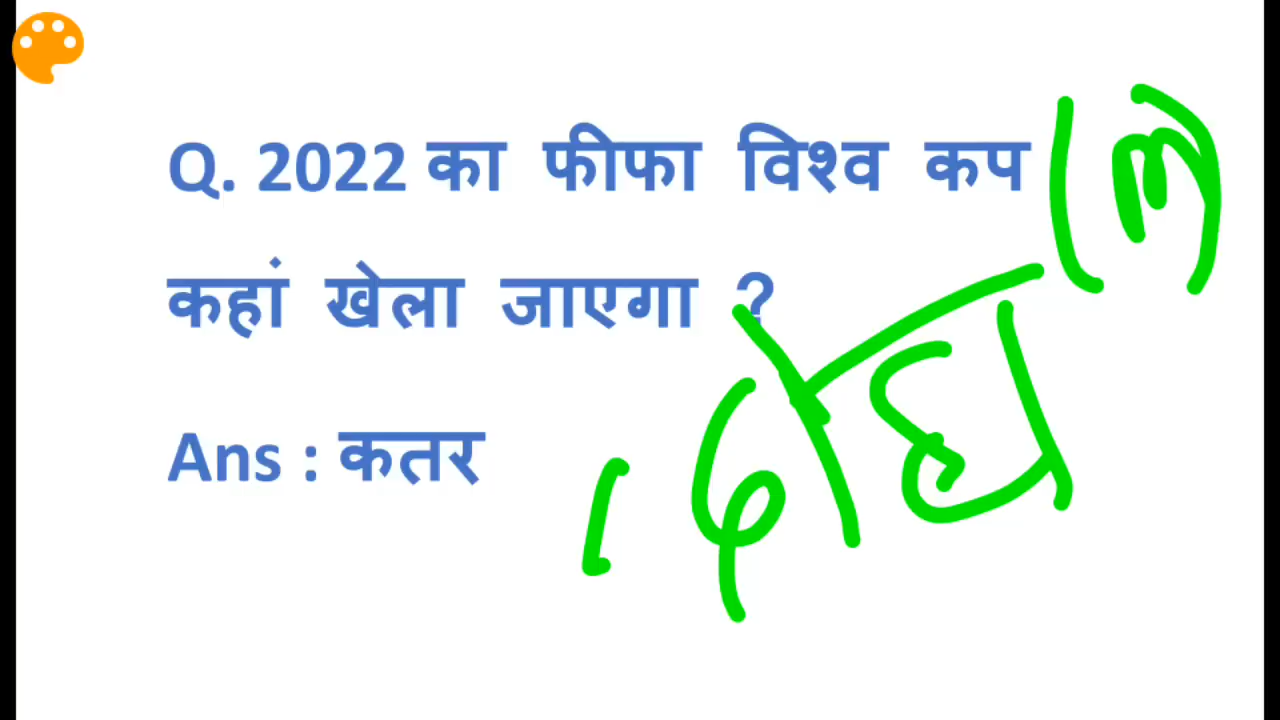 Q. 2022 का फीफा विश्व कप (M)
कहां खेला जाएगा ?
Ans : कतर